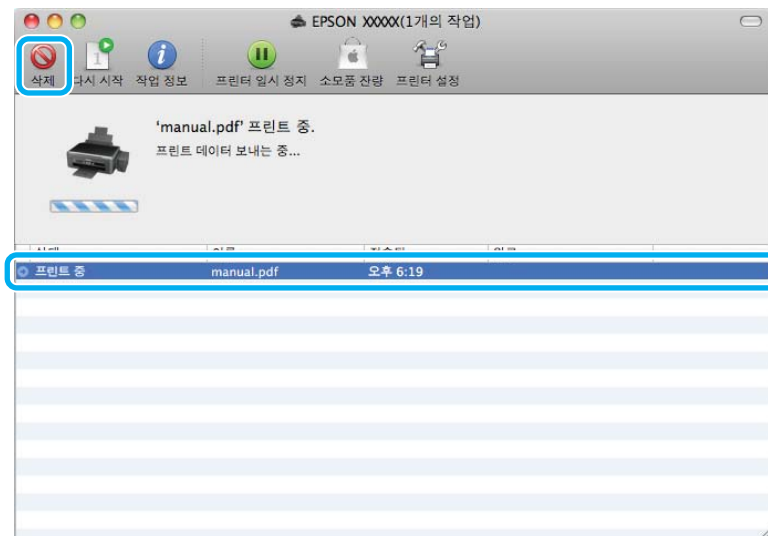 EPSON XXXXX(1개의 작업)
삭제 다시 시작 작업 정보 프린터 일시 정지 소모품 잔량 프린터 설정
'manual.pdf' 프린트 중.
프린트 데이터 보내는 중...
프린트 중 manual.pdf 오후 6:19